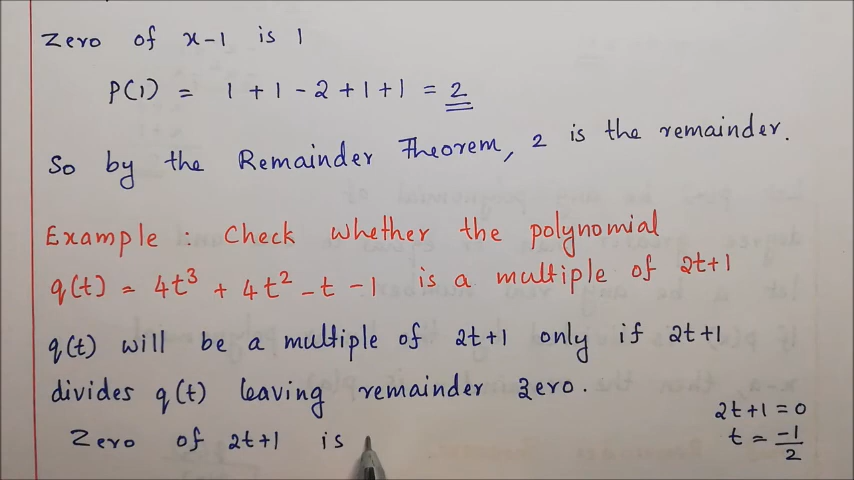 Zero of x-1 is 1
P(1) = 1 + 1 - 2 + 1 + 1 = 2
So by the Remainder Theorem, 2 is the remainder.
Example : Check whether the polynomial
q(t) = 4t³ + 4t² - t - 1 is a multiple of 2t+1
q(t) will be a multiple of 2t+1 only if 2t+1
divides q(t) leaving remainder zero.
2t+1 = 0
Zero of 2t+1 is
t = -1/2